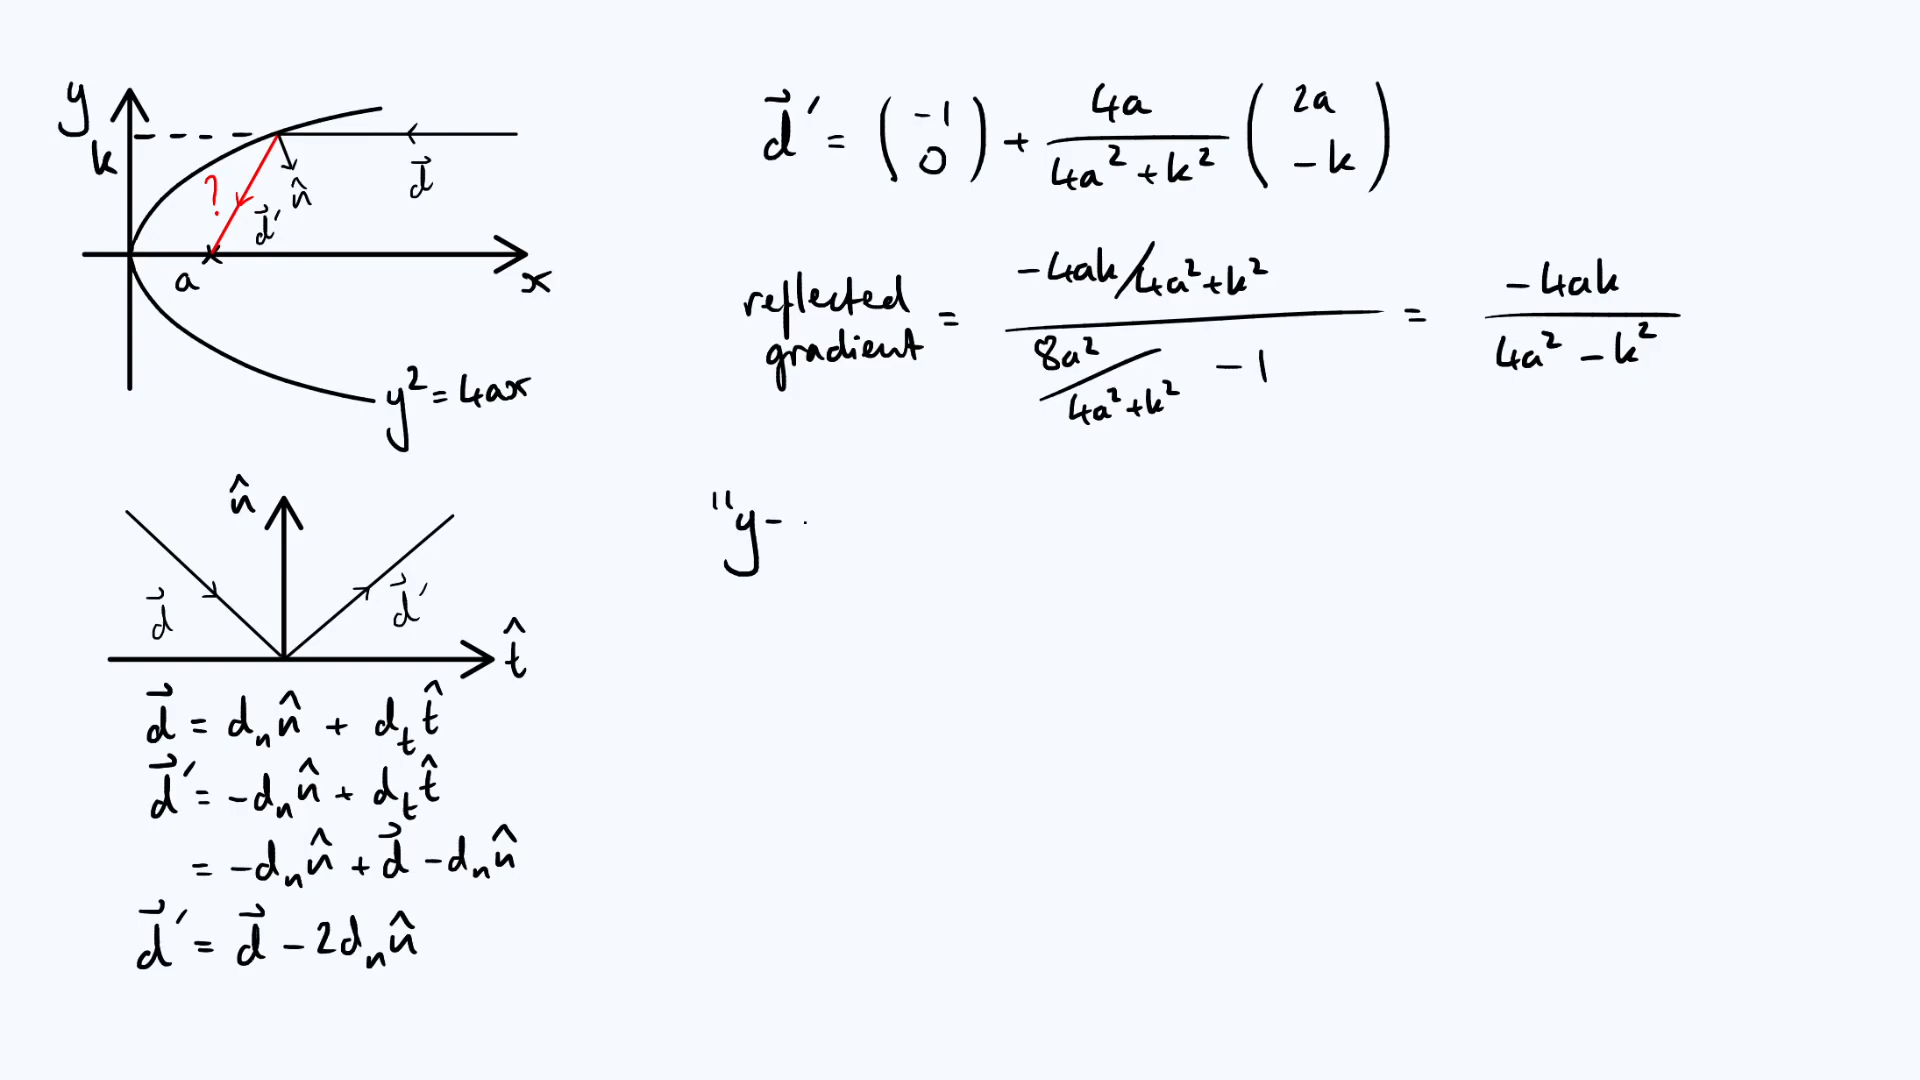 y
k
?
n̂
d⃗
d⃗′
a
x
y² = 4ax
n̂
d⃗
d⃗′
t̂
d⃗ = dₙn̂ + dₜt̂
d⃗′ = -dₙn̂ + dₜt̂
= -dₙn̂ + d⃗ - dₙn̂
d⃗′ = d⃗ - 2dₙn̂
d⃗′ = (-1 0) + 4a/(4a² + k²) (2a -k)
reflected gradient = (-4ak/4a²+k²)/(8a²/4a²+k² - 1) = -4ak/(4a² - k²)
"y-